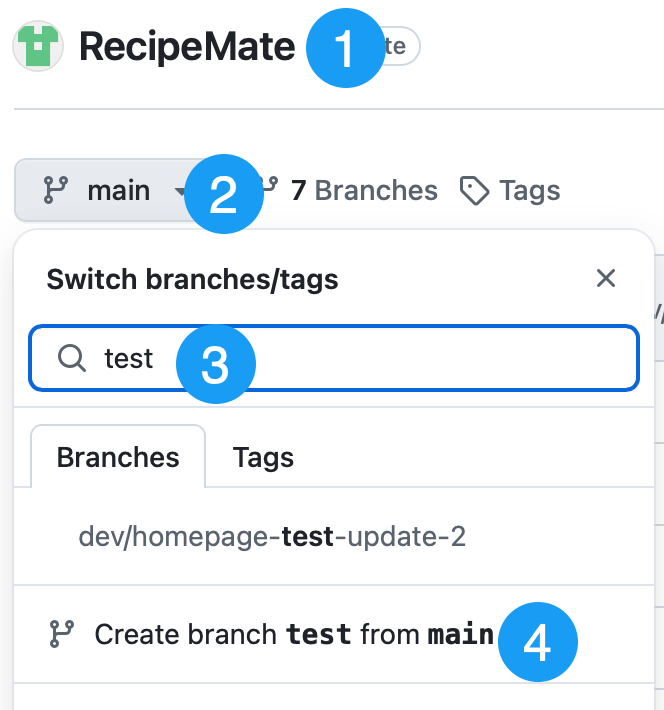 RecipeMate 1 te
main 2 7 Branches Tags
Switch branches/tags
test 3
Branches Tags
dev/homepage-test-update-2
Create branch test from main 4